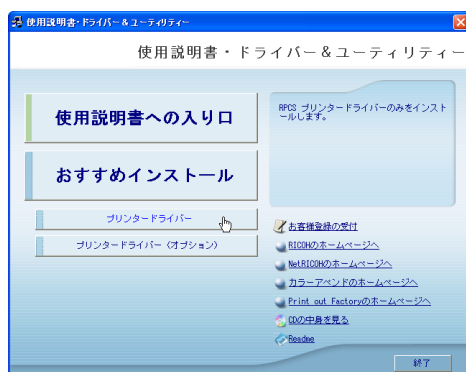 使用説明書・ドライバー&ユーティリティー
使用説明書・ドライバー&ユーティリティー
使用説明書への入り口
おすすめインストール
プリンタードライバー
プリンタードライバー（オプション）
RPCS プリンタードライバーのみをインスト
ールします。
お客様登録の受付
RICOHのホームページへ
NetRICOHのホームページへ
カラーアベンドのホームページへ
Print out Factoryのホームページへ
CDの中身を見る
Readme
終了